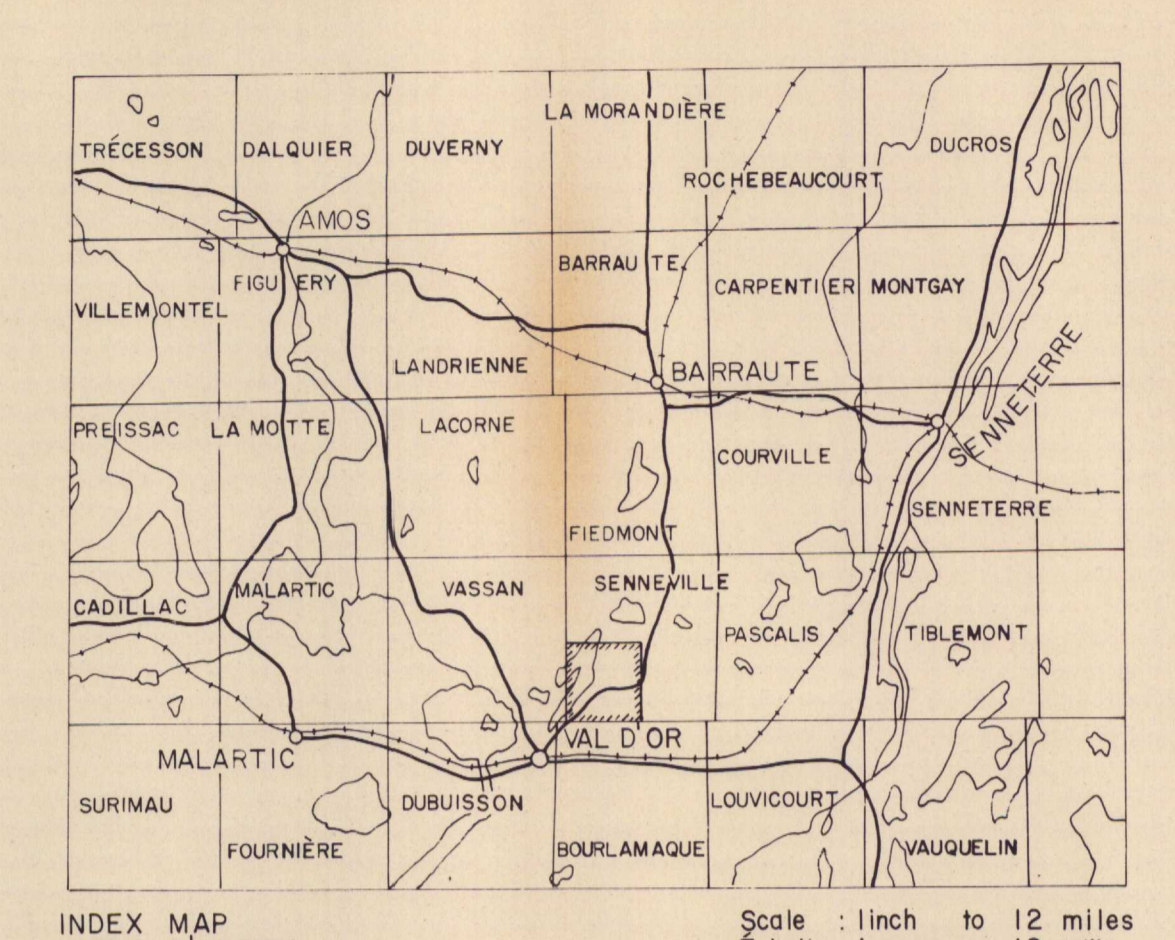 LA MORANDIÈRE
TRÉCESSON DALQUIER DUVERNY DUCROS
ROCHEBEAUCOURT
AMOS
BARRAUTE
FIGUERY CARPENTIER MONTGAY
VILLEMONTEL
LANDRIENNE BARRAUTE SENNETERRE
PREISSAC LA MOTTE LACORNE
COURVILLE
SENNETERRE
FIEDMONT
MALARTIC VASSAN SENNEVILLE
CADILLAC PASCALIS TIBLEMONT
VAL D'OR
MALARTIC
SURIMAU DUBUISSON LOUVICOURT
FOURNIÈRE BOURLAMAQUE VAUQUELIN
INDEX MAP Scale : 1 inch to 12 miles